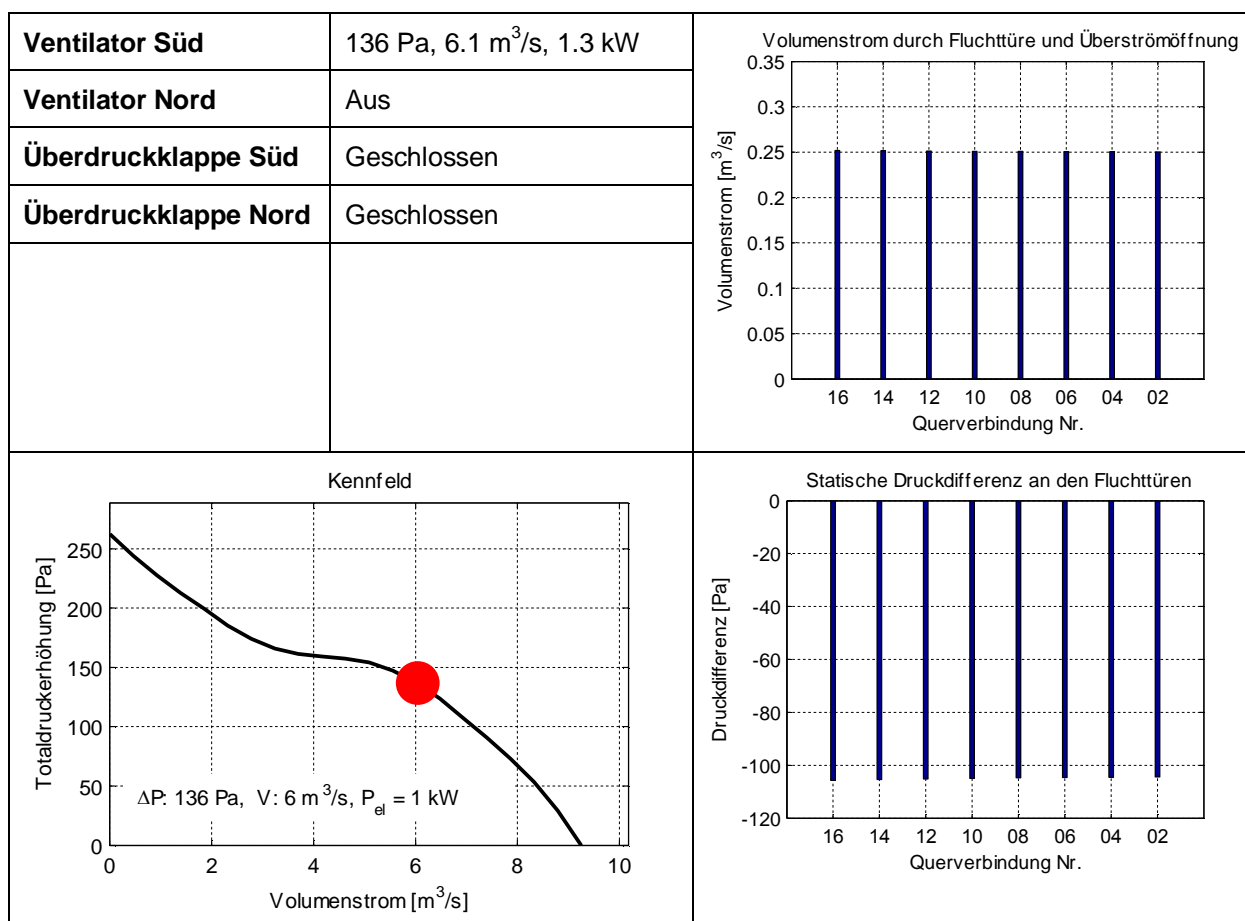 Ventilator Süd 136 Pa, 6.1 m³/s, 1.3 kW
Ventilator Nord Aus
Überdruckklappe Süd Geschlossen
Überdruckklappe Nord Geschlossen
Volumenstrom durch Fluchttüre und Überströmöffnung
Volumenstrom [m³/s]
0.35
0.3
0.25
0.2
0.15
0.1
0.05
0
16 14 12 10 08 06 04 02
Querverbindung Nr.
Kennfeld
Totaldruckerhöhung [Pa]
250
200
150
100
50
0
ΔP: 136 Pa, V: 6 m³/s, Pel = 1 kW
0 2 4 6 8 10
Volumenstrom [m³/s]
Statische Druckdifferenz an den Fluchttüren
Druckdifferenz [Pa]
0
-20
-40
-60
-80
-100
-120
16 14 12 10 08 06 04 02
Querverbindung Nr.